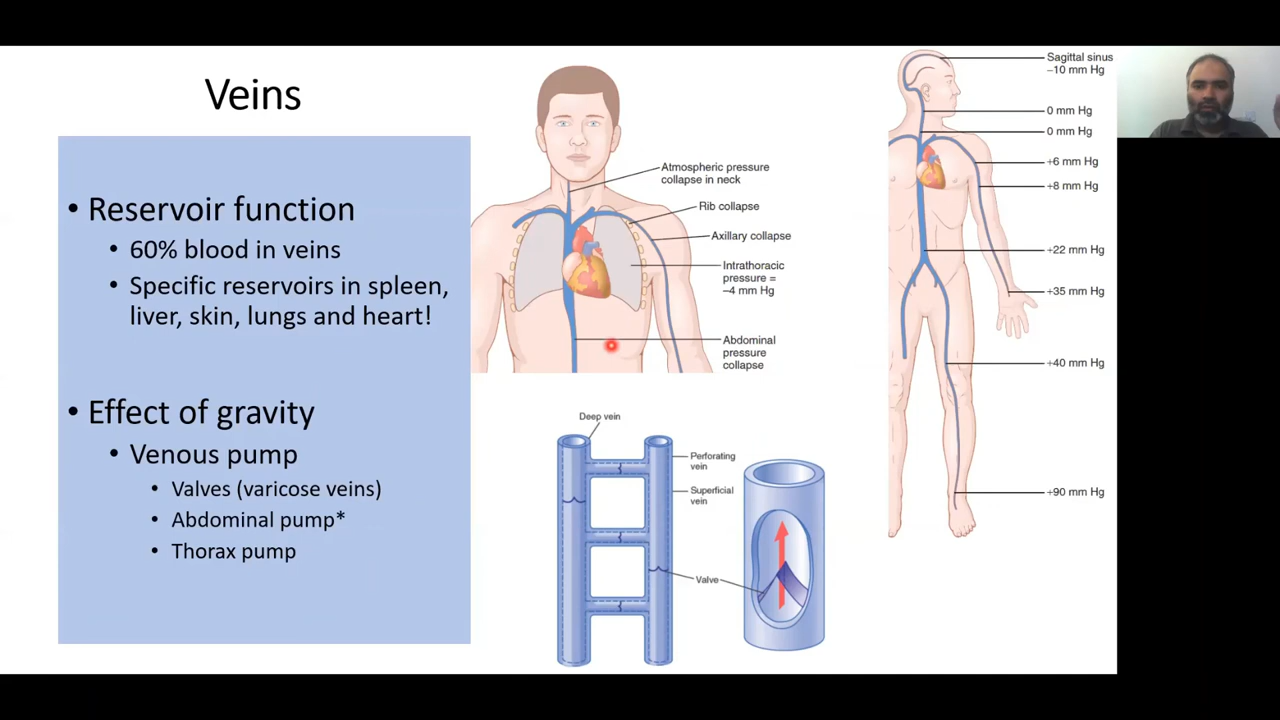 Veins
• Reservoir function
• 60% blood in veins
• Specific reservoirs in spleen,
liver, skin, lungs and heart!
• Effect of gravity
• Venous pump
• Valves (varicose veins)
• Abdominal pump*
• Thorax pump
Atmospheric pressure
collapse in neck
Rib collapse
Axillary collapse
Intrathoracic
pressure =
–4 mm Hg
Abdominal
pressure
collapse
Deep vein
Perforating
vein
Superficial
vein
Valve
Sagittal sinus
–10 mm Hg
0 mm Hg
0 mm Hg
+6 mm Hg
+8 mm Hg
+22 mm Hg
+35 mm Hg
+40 mm Hg
+90 mm Hg